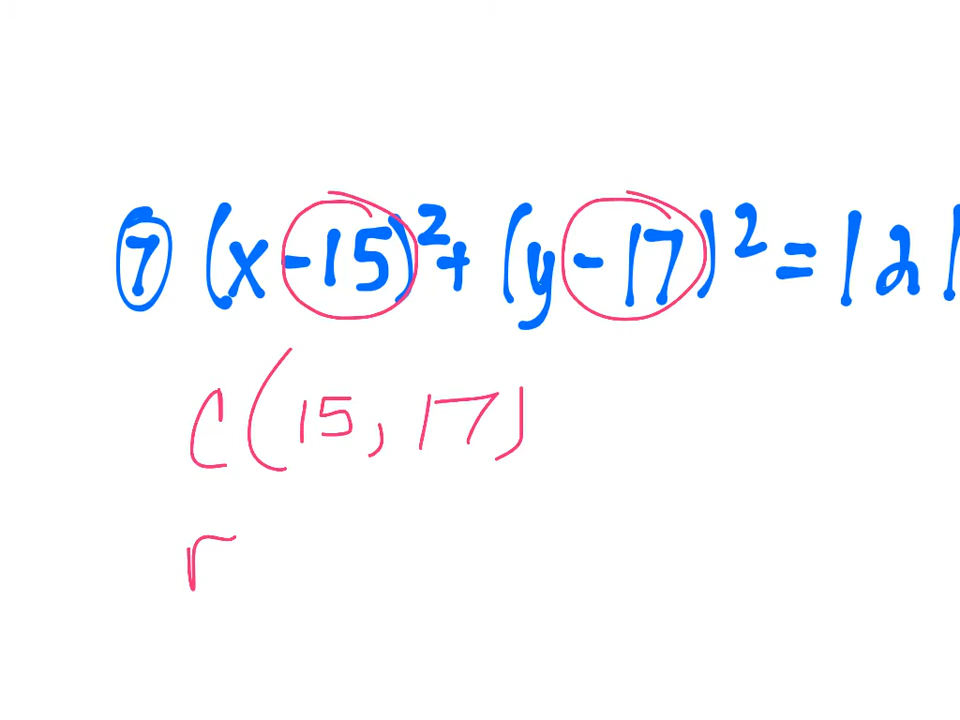 ⑦ (x-15)²+ (y-17)² = 121
C(15, 17)
r